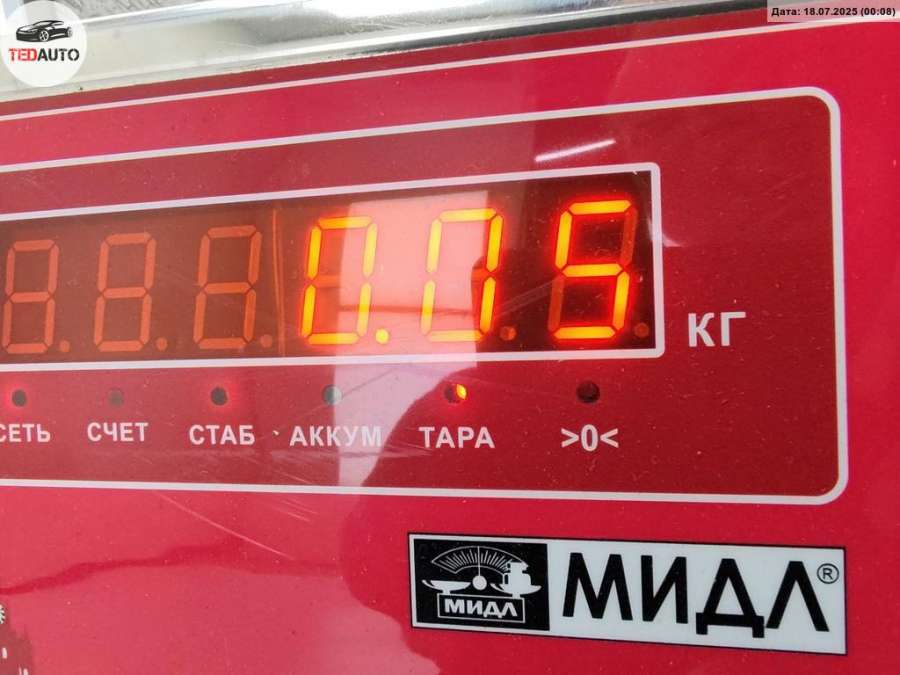 TEDAUTO
Дата: 18.07.2025 (00:08)
0.05
КГ
СЕТЬ СЧЕТ СТАБ АККУМ ТАРА >0<
МИДЛ МИДЛ®